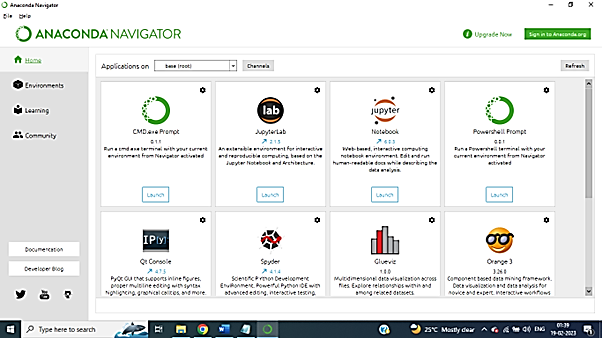 Anaconda Navigator
File Help
ANACONDA NAVIGATOR
Upgrade Now
Sign in to Anaconda.org
Home
Environments
Learning
Community
Documentation
Developer Blog
Applications on
base (root)
Channels
Refresh
CMD.exe Prompt
0.1.1
Run a cmd.exe terminal with your current
environment from Navigator activated
Launch
lab
JupyterLab
2.1.5
An extensible environment for interactive
and reproducible computing, based on the
Jupyter Notebook and Architecture.
Launch
jupyter
Notebook
6.0.3
Web-based, interactive computing
notebook environment. Edit and run
human-readable docs while describing the
data analysis.
Launch
Powershell Prompt
0.0.1
Run a Powershell terminal with your
current environment from Navigator
activated
Launch
IP[y]
Qt Console
4.7.5
PyQt GUI that supports inline figures,
proper multiline editing with syntax
highlighting, graphical calltips, and more.
Spyder
4.1.4
Scientific PYthon Development
EnviRonment. Powerful Python IDE with
advanced editing, interactive testing,
Glueviz
1.0.0
Multidimensional data visualization across
files. Explore relationships within and
among related datasets.
Orange 3
3.26.0
Component based data mining framework.
Data visualization and data analysis for
novice and expert. Interactive workflows
Type here to search
25°C Mostly clear
ENG
01:39
19-02-2023